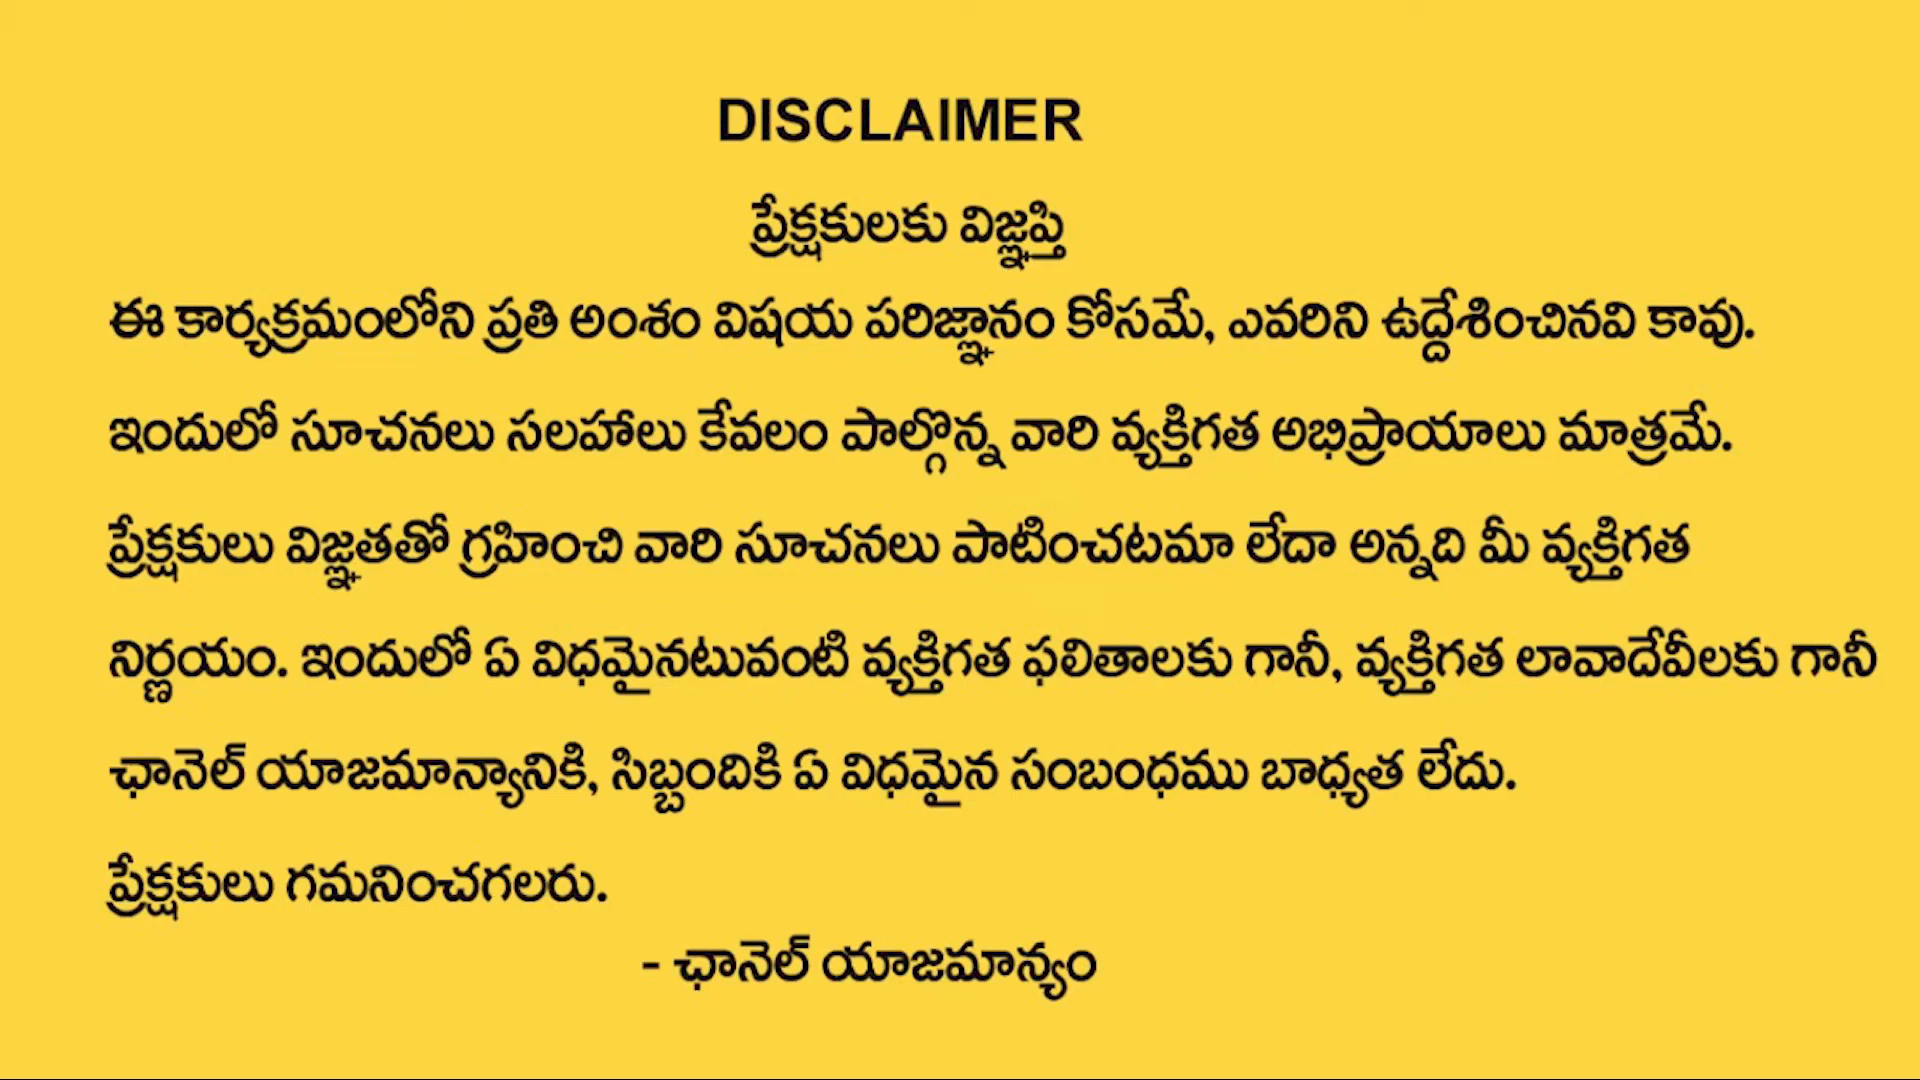 DISCLAIMER
ప్రేక్షకులకు విజ్ఞప్తి
ఈ కార్యక్రమంలోని ప్రతి అంశం విషయ పరిజ్ఞానం కోసమే, ఎవరిని ఉద్దేశించినవి కావు.
ఇందులో సూచనలు సలహాలు కేవలం పాల్గొన్న వారి వ్యక్తిగత అభిప్రాయాలు మాత్రమే.
ప్రేక్షకులు విజ్ఞతతో గ్రహించి వారి సూచనలు పాటించటమా లేదా అన్నది మీ వ్యక్తిగత
నిర్ణయం. ఇందులో ఏ విధమైనటువంటి వ్యక్తిగత ఫలితాలకు గానీ, వ్యక్తిగత లావాదేవీలకు గానీ
ఛానెల్ యాజమాన్యానికి, సిబ్బందికి ఏ విధమైన సంబంధము బాధ్యత లేదు.
ప్రేక్షకులు గమనించగలరు.
- ఛానెల్ యాజమాన్యం